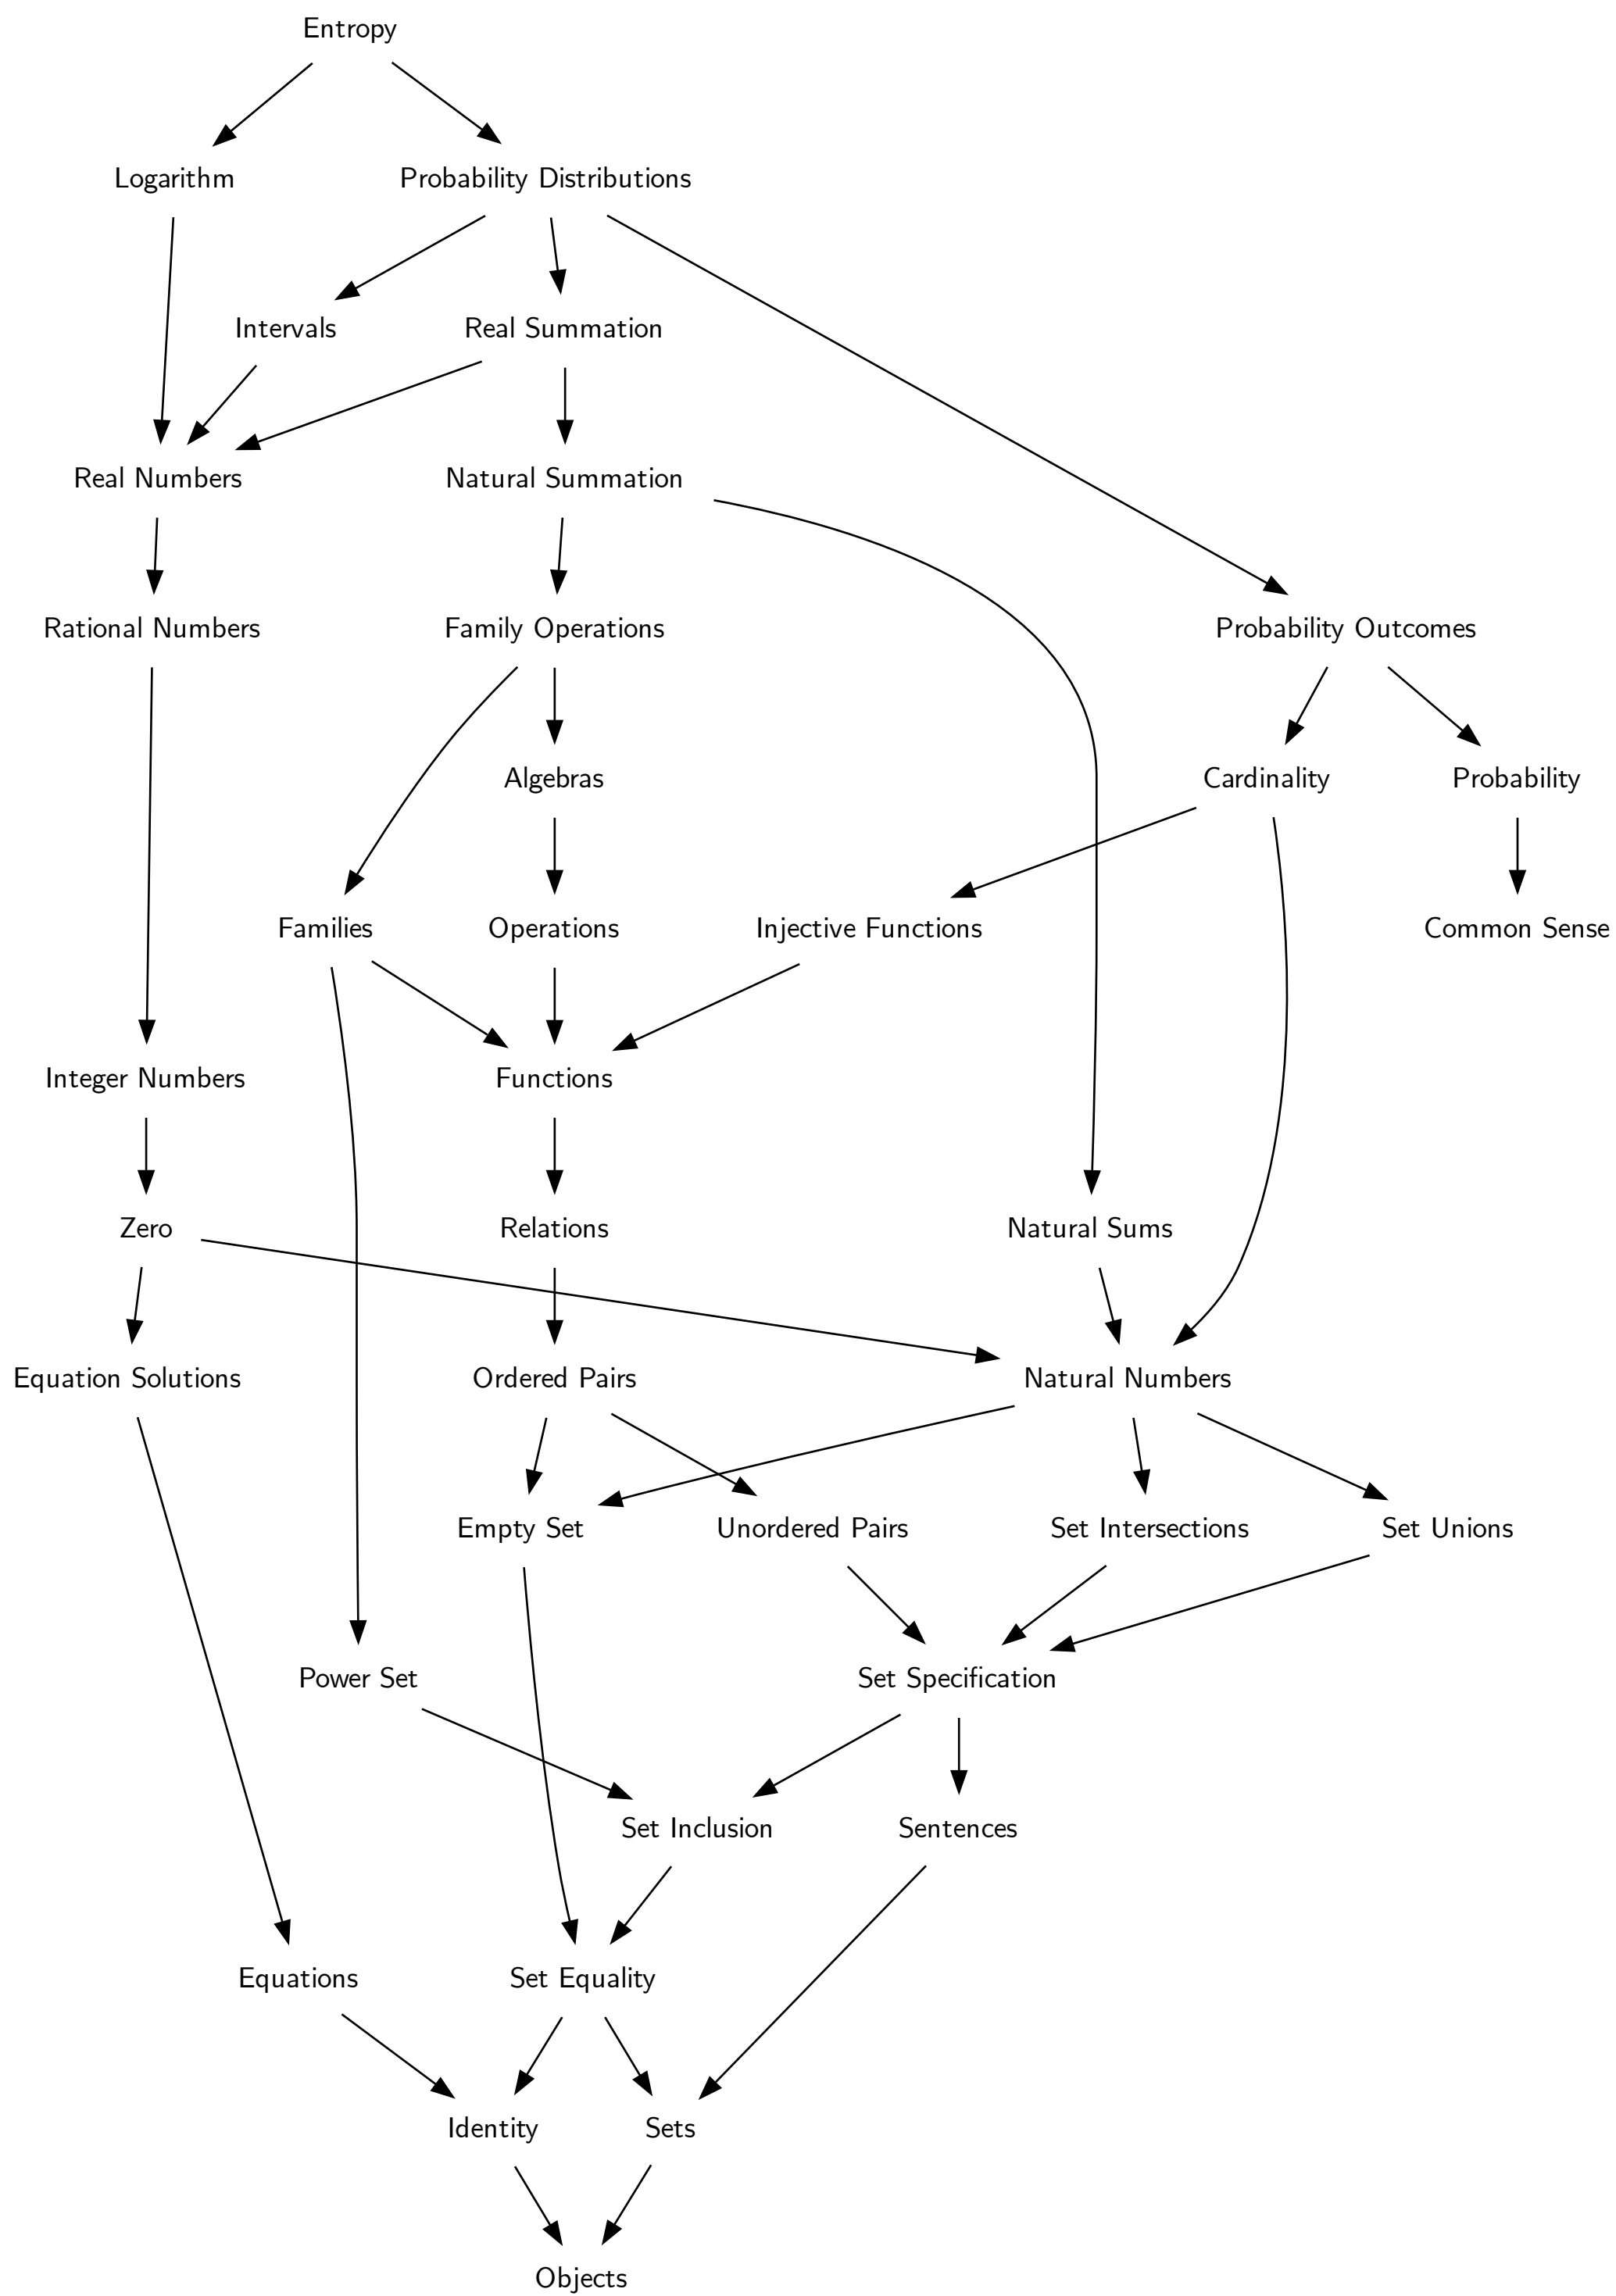 Entropy
Logarithm
Probability Distributions
Intervals
Real Summation
Real Numbers
Natural Summation
Rational Numbers
Family Operations
Probability Outcomes
Algebras
Cardinality
Probability
Families
Operations
Injective Functions
Common Sense
Integer Numbers
Functions
Zero
Relations
Natural Sums
Equation Solutions
Ordered Pairs
Natural Numbers
Empty Set
Unordered Pairs
Set Intersections
Set Unions
Power Set
Set Specification
Set Inclusion
Sentences
Equations
Set Equality
Identity
Sets
Objects